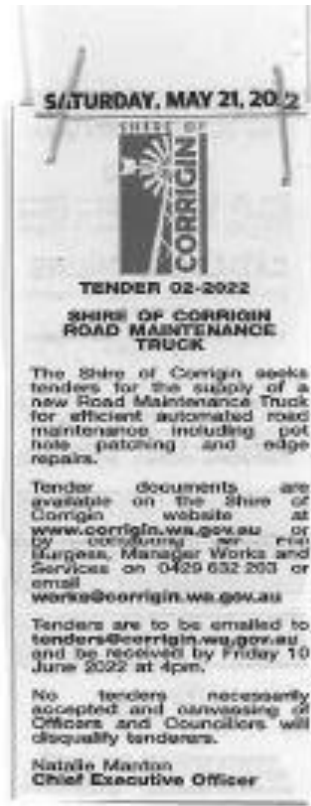 SATURDAY, MAY 21, 2022
SHIRE OF
CORRIGIN
TENDER 02-2022
SHIRE OF CORRIGIN
ROAD MAINTENANCE
TRUCK
The Shire of Corrigin seeks
tenders for the supply of a
new Road Maintenance Truck
for efficient automated road
maintenance including pot
hole patching and edge
repairs.
Tender documents are
available on the Shire of
Corrigin website at
www.corrigin.wa.gov.au or
by contacting Mr
Burgess, Manager Works and
Services on 0429 632 203 or
email
works@corrigin.wa.gov.au
Tenders are to be emailed to
tenders@corrigin.wa.gov.au
and be received by Friday 10
June 2022 at 4pm.
No tenders necessarily
accepted and canvassing of
Officers and Councillors will
disqualify tenderers.
Natalie Manton
Chief Executive Officer